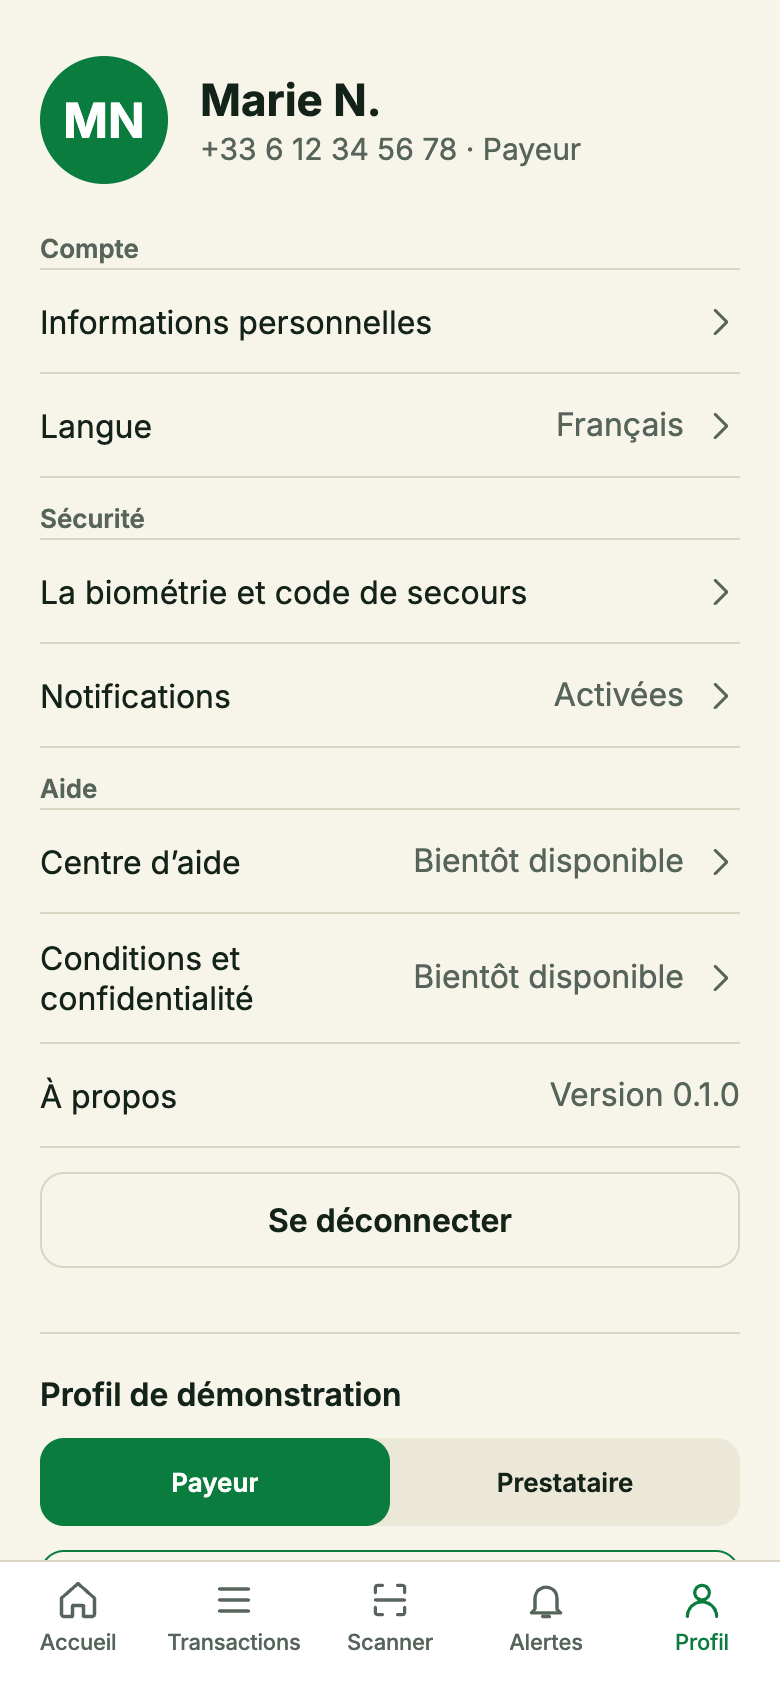 MN
Marie N.
+33 6 12 34 56 78 · Payeur
Compte
Informations personnelles
Langue
Français
Sécurité
La biométrie et code de secours
Notifications
Activées
Aide
Centre d’aide
Bientôt disponible
Conditions et
confidentialité
Bientôt disponible
À propos
Version 0.1.0
Se déconnecter
Profil de démonstration
Payeur
Prestataire
Accueil
Transactions
Scanner
Alertes
Profil